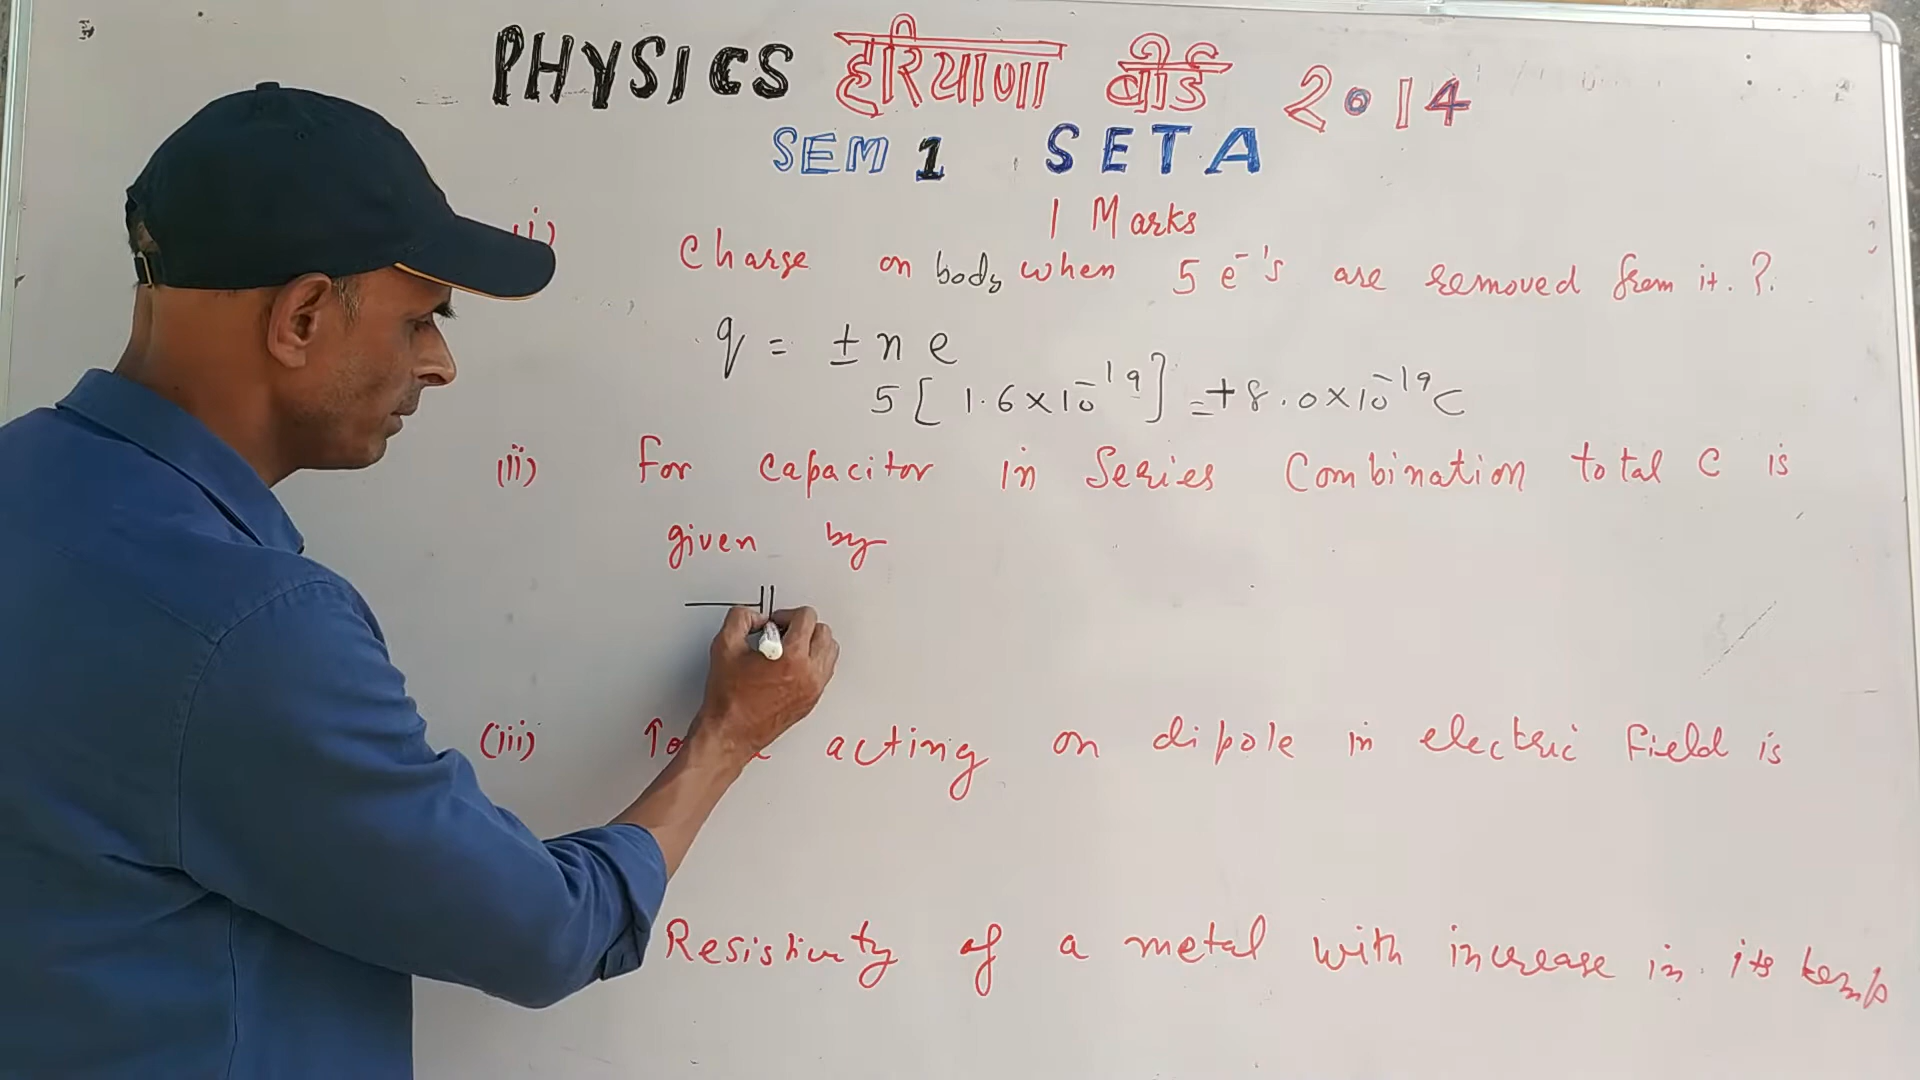 PHYSICS हरियाणा बोर्ड 2014
SEM 1 SET A
1 Marks
(i) Charge on body when 5 e⁻'s are removed from it.?
q = ± n e
5[1.6×10⁻¹⁹] = +8.0×10⁻¹⁹C
(ii) For capacitor in Series Combination total C is
given by
(iii) acting on dipole in electric field is
Resistivity of a metal with increase in its temp